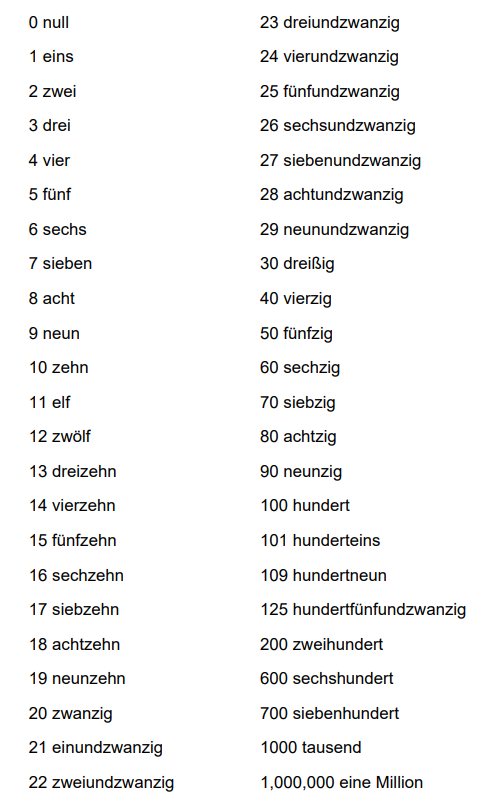 0 null
1 eins
2 zwei
3 drei
4 vier
5 fünf
6 sechs
7 sieben
8 acht
9 neun
10 zehn
11 elf
12 zwölf
13 dreizehn
14 vierzehn
15 fünfzehn
16 sechzehn
17 siebzehn
18 achtzehn
19 neunzehn
20 zwanzig
21 einundzwanzig
22 zweiundzwanzig
23 dreiundzwanzig
24 vierundzwanzig
25 fünfundzwanzig
26 sechsundzwanzig
27 siebenundzwanzig
28 achtundzwanzig
29 neunundzwanzig
30 dreißig
40 vierzig
50 fünfzig
60 sechzig
70 siebzig
80 achtzig
90 neunzig
100 hundert
101 hunderteins
109 hundertneun
125 hundertfünfundzwanzig
200 zweihundert
600 sechshundert
700 siebenhundert
1000 tausend
1,000,000 eine Million